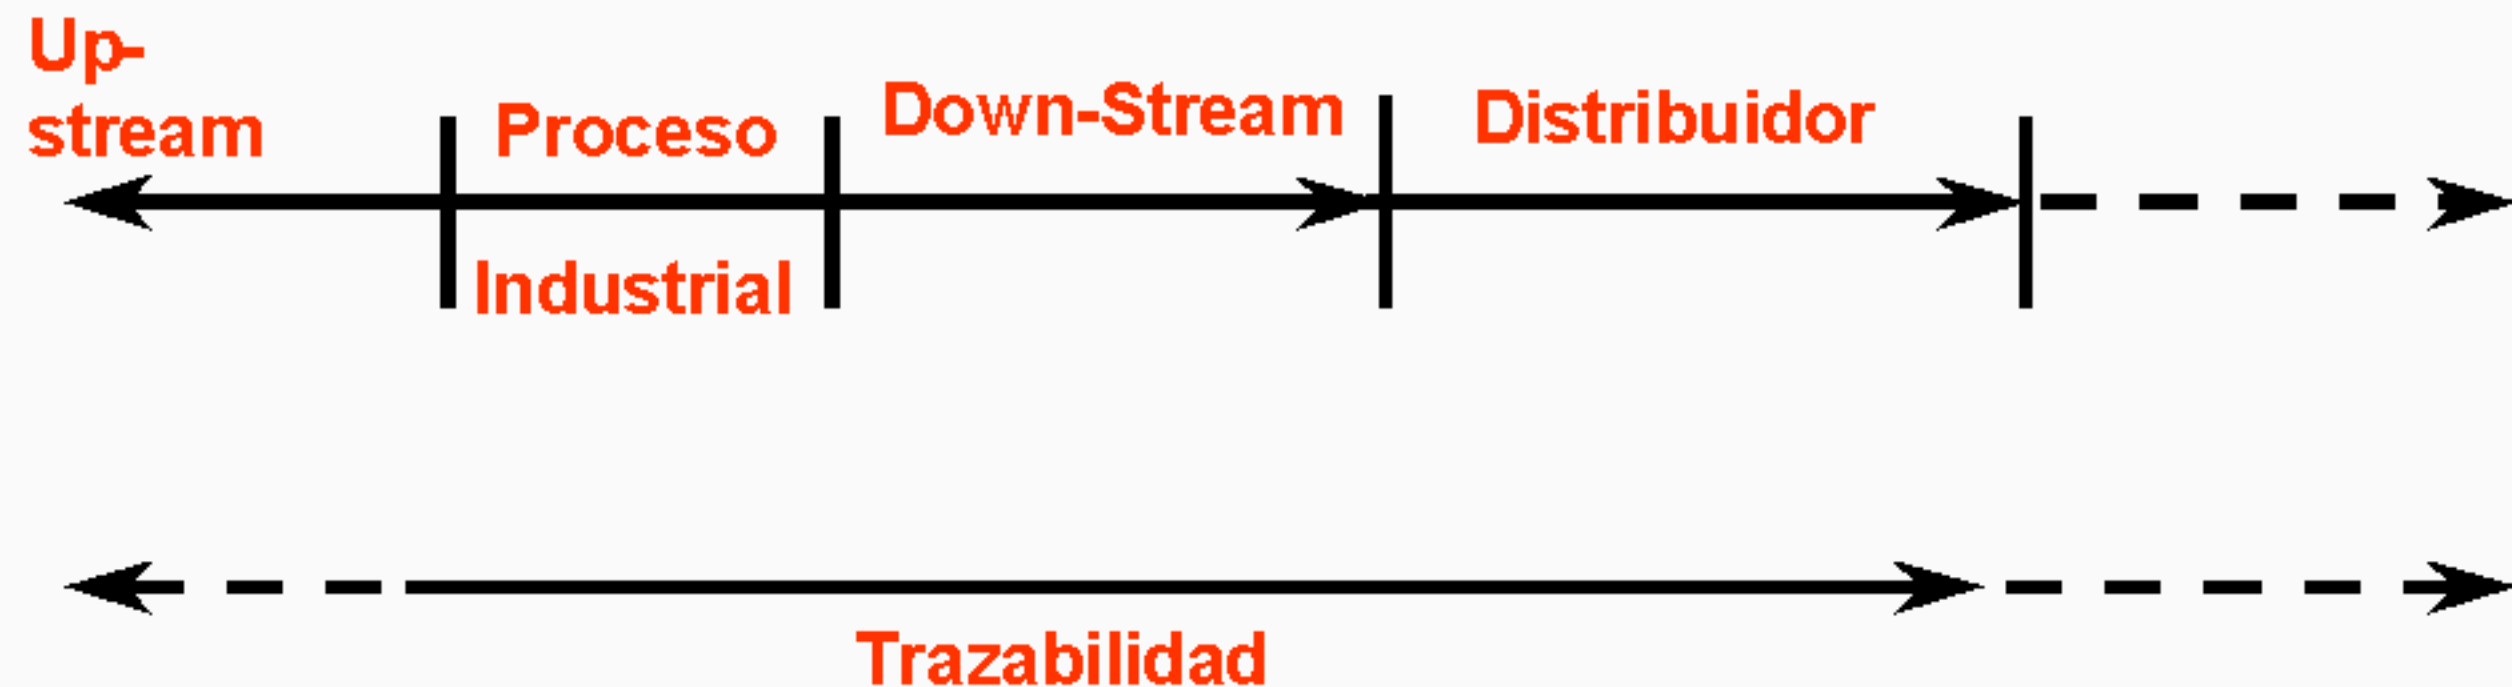 Up-
stream
Proceso
Industrial
Down-Stream
Distribuidor
Trazabilidad